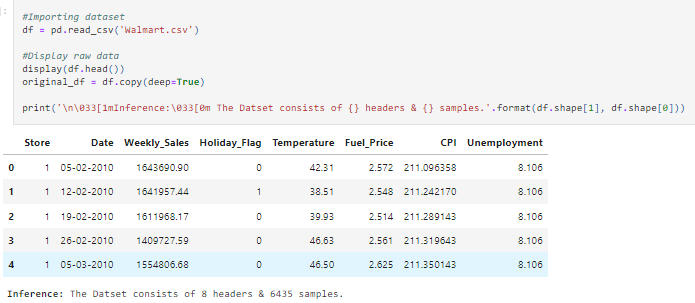 :
#Importing dataset
df = pd.read_csv('Walmart.csv')
#Display raw data
display(df.head())
original_df = df.copy(deep=True)
print('\n\033[1mInference:\033[0m The Datset consists of {} headers & {} samples.'.format(df.shape[1], df.shape[0]))
Store Date Weekly_Sales Holiday_Flag Temperature Fuel_Price CPI Unemployment
0 1 05-02-2010 1643690.90 0 42.31 2.572 211.096358 8.106
1 1 12-02-2010 1641957.44 1 38.51 2.548 211.242170 8.106
2 1 19-02-2010 1611968.17 0 39.93 2.514 211.289143 8.106
3 1 26-02-2010 1409727.59 0 46.63 2.561 211.319643 8.106
4 1 05-03-2010 1554806.68 0 46.50 2.625 211.350143 8.106
Inference: The Datset consists of 8 headers & 6435 samples.